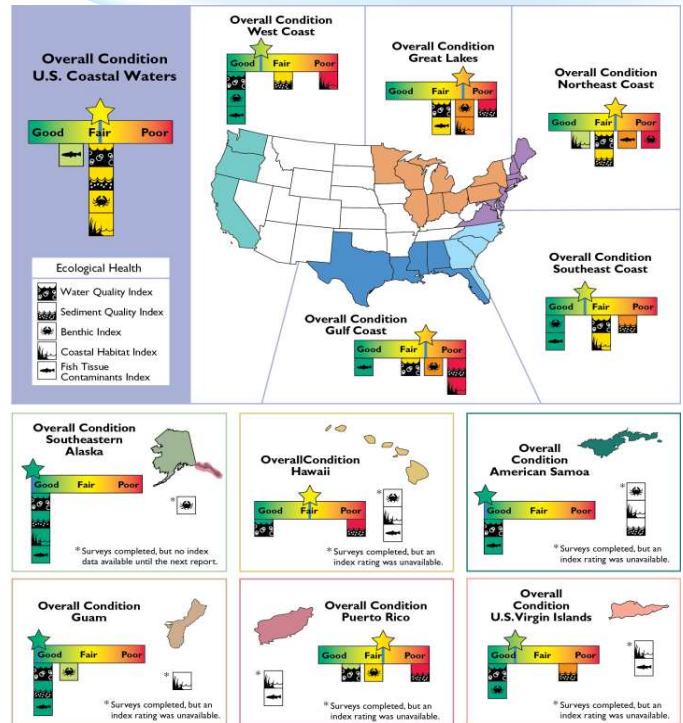 Overall Condition
U.S. Coastal Waters
Good Fair Poor
Ecological Health
Water Quality Index
Sediment Quality Index
Benthic Index
Coastal Habitat Index
Fish Tissue
Contaminants Index
Overall Condition
West Coast
Good Fair Poor
Overall Condition
Great Lakes
Good Fair Poor
Overall Condition
Northeast Coast
Good Fair Poor
Overall Condition
Southeast Coast
Good Fair Poor
Overall Condition
Gulf Coast
Good Fair Poor
Overall Condition
Southeastern
Alaska
Good Fair Poor
*
* Surveys completed, but no index
data available until the next report.
OverallCondition
Hawaii
Good Fair Poor
*
* Surveys completed, but an
index rating was unavailable.
Overall
Condition
American Samoa
Good Fair Poor
*
* Surveys completed, but an
index rating was unavailable.
Overall Condition
Guam
Good Fair Poor
*
* Surveys completed, but an
index rating was unavailable.
Overall Condition
Puerto Rico
Good Fair Poor
*
* Surveys completed, but an
index rating was unavailable.
Overall
Condition
U.S.Virgin Islands
Good Fair Poor
*
* Surveys completed, but an
index rating was unavailable.